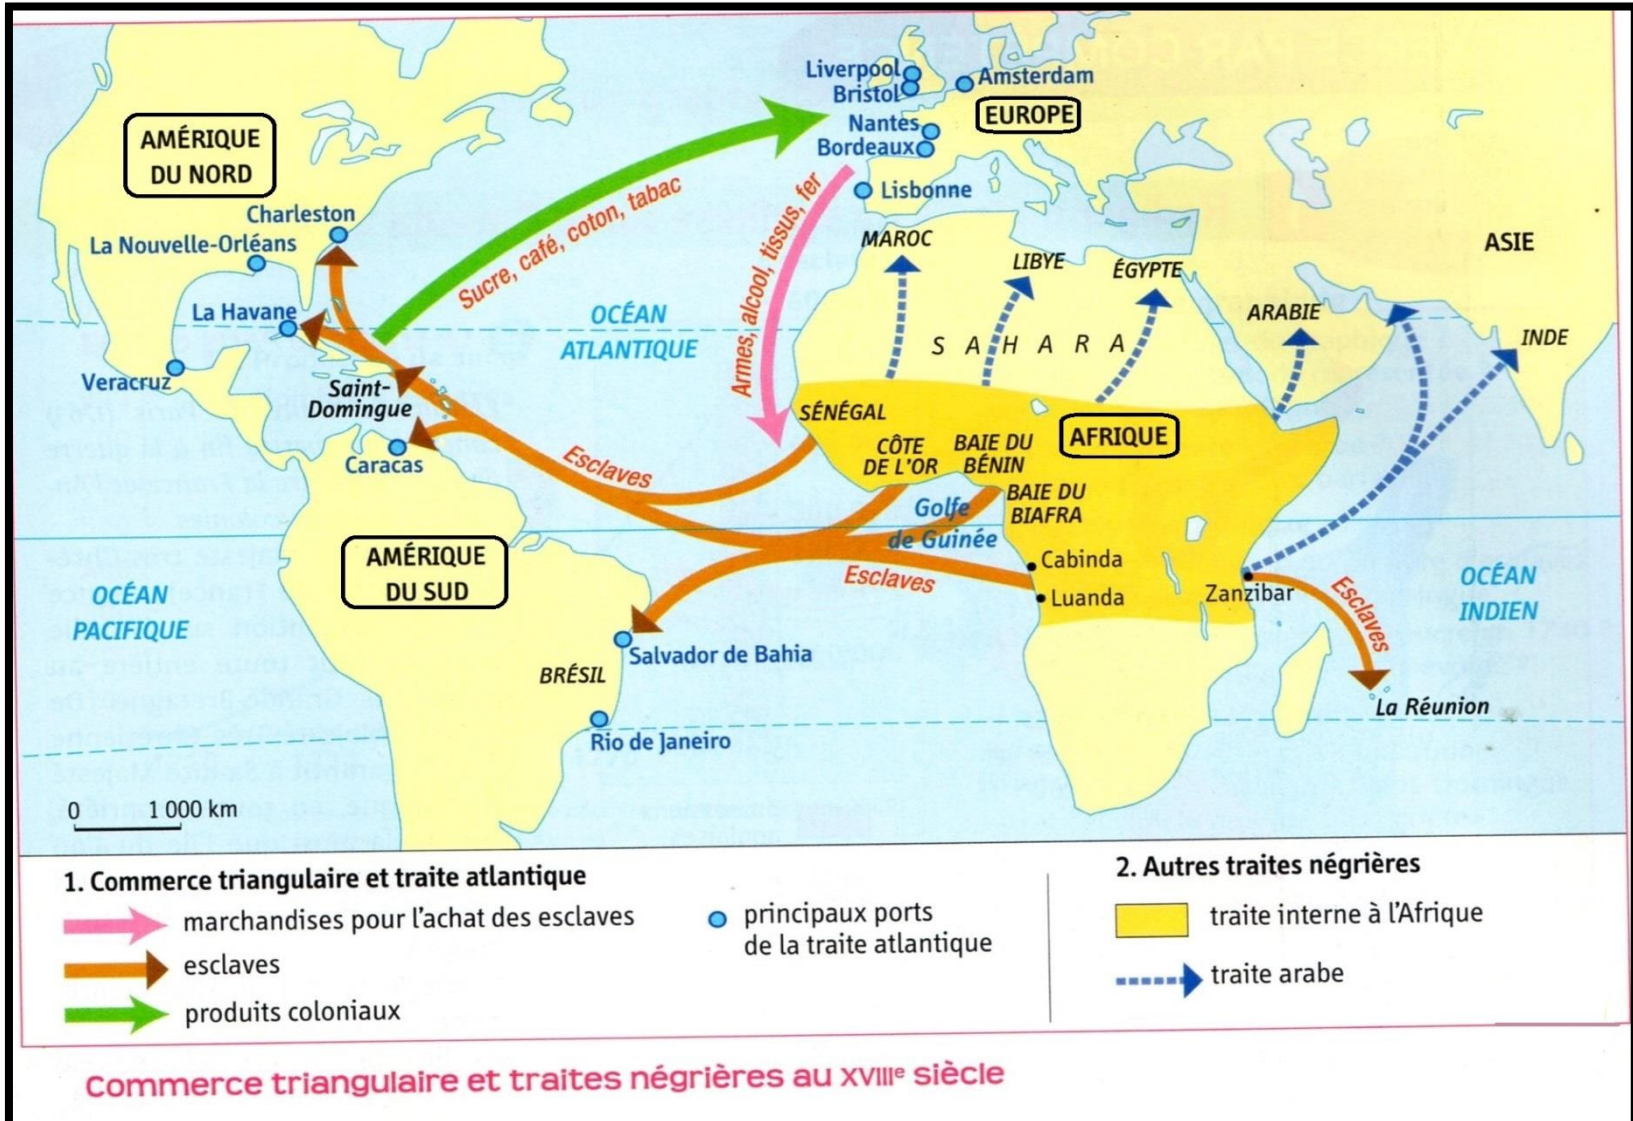 Liverpool
Bristol
Amsterdam
EUROPE
Nantes
Bordeaux
Lisbonne
AMÉRIQUE
DU NORD
Charleston
La Nouvelle-Orléans
La Havane
Veracruz
Sucre, café, coton, tabac
Armes, alcool, tissus, fer
OCÉAN
ATLANTIQUE
MAROC
LIBYE
ÉGYPTE
SAHARA
ARABIE
ASIE
INDE
Saint-
Domingue
Caracas
Esclaves
SÉNÉGAL
CÔTE
DE L'OR
BAIE DU
BÉNIN
AFRIQUE
BAIE DU
BIAFRA
Golfe
de Guinée
Esclaves
Cabinda
Luanda
Zanzibar
Esclaves
OCÉAN
INDIEN
La Réunion
AMÉRIQUE
DU SUD
OCÉAN
PACIFIQUE
BRÉSIL
Salvador de Bahia
Rio de Janeiro
0 1 000 km
1. Commerce triangulaire et traite atlantique
marchandises pour l'achat des esclaves
esclaves
produits coloniaux
principaux ports
de la traite atlantique
2. Autres traites négrières
traite interne à l'Afrique
traite arabe
Commerce triangulaire et traites négrières au XVIIIe siècle